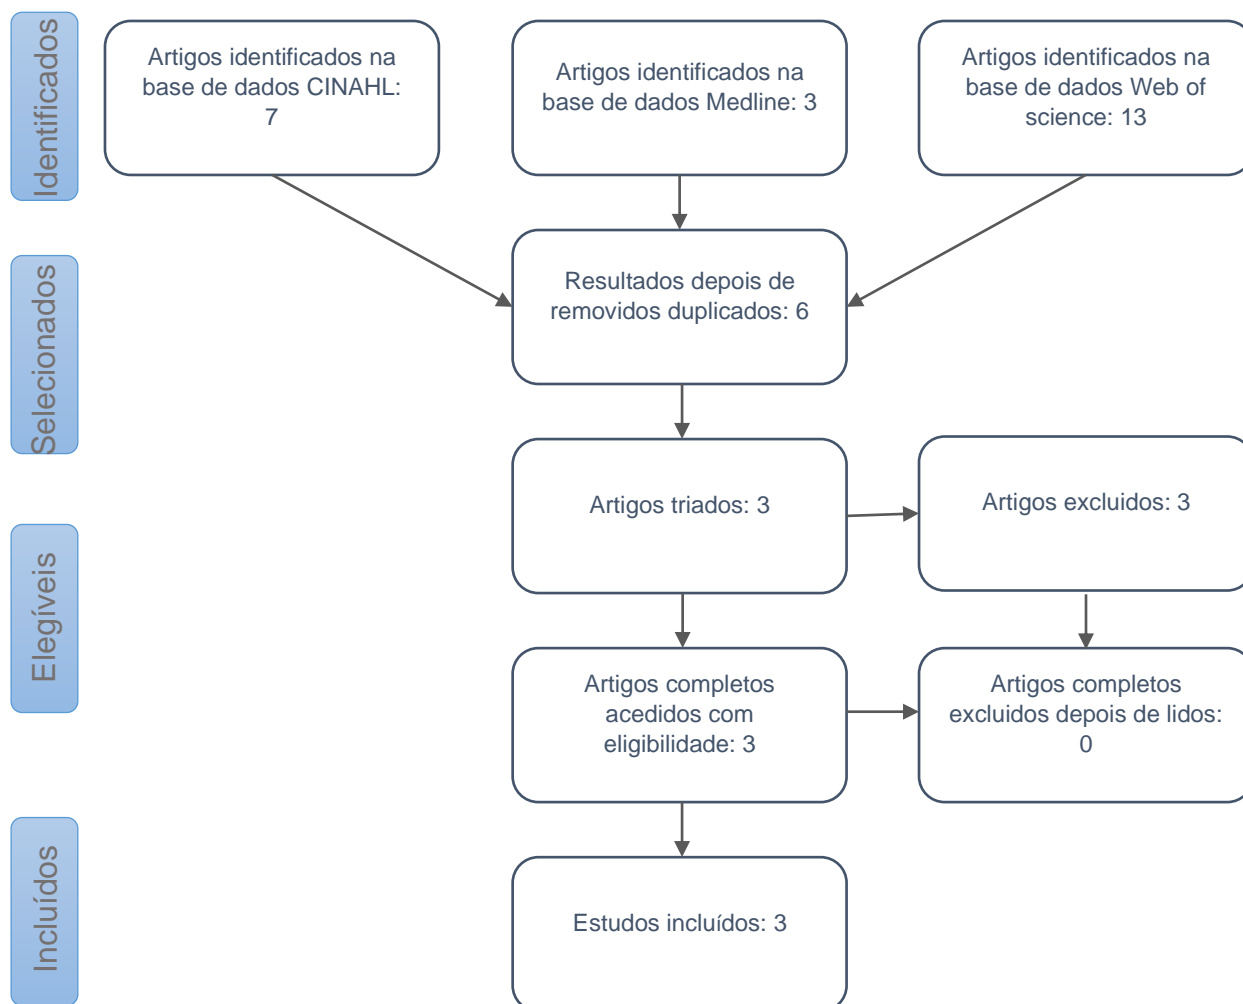 Identificados
Artigos identificados na
base de dados CINAHL:
7
Artigos identificados na
base de dados Medline: 3
Artigos identificados na
base de dados Web of
science: 13
Selecionados
Resultados depois de
removidos duplicados: 6
Artigos triados: 3
Artigos excluidos: 3
Elegíveis
Artigos completos
acedidos com
eligibilidade: 3
Artigos completos
excluidos depois de lidos:
0
Incluídos
Estudos incluídos: 3